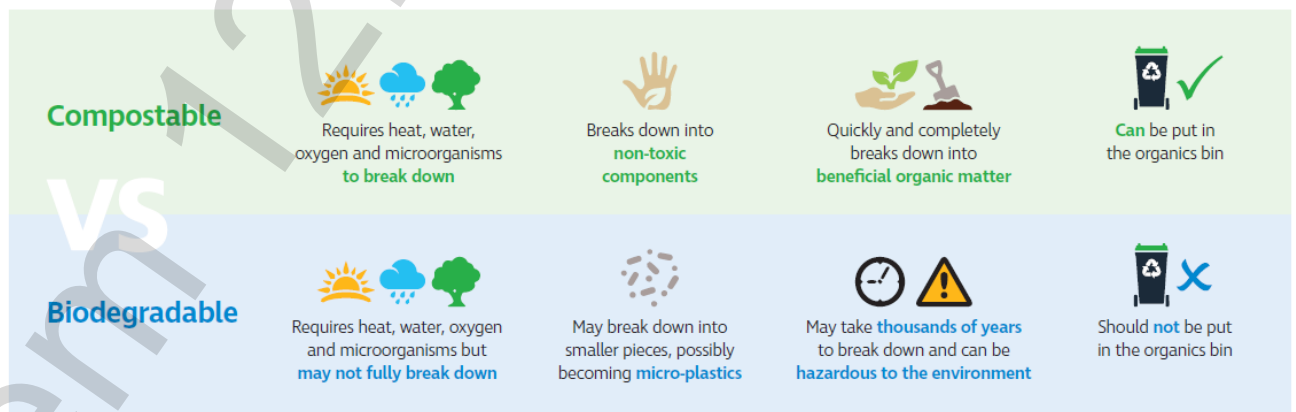 Compostable
Requires heat, water,
oxygen and microorganisms
to break down
Breaks down into
non-toxic
components
Quickly and completely
breaks down into
beneficial organic matter
Can be put in
the organics bin
VS
Biodegradable
Requires heat, water, oxygen
and microorganisms but
may not fully break down
May break down into
smaller pieces, possibly
becoming micro-plastics
May take thousands of years
to break down and can be
hazardous to the environment
Should not be put
in the organics bin